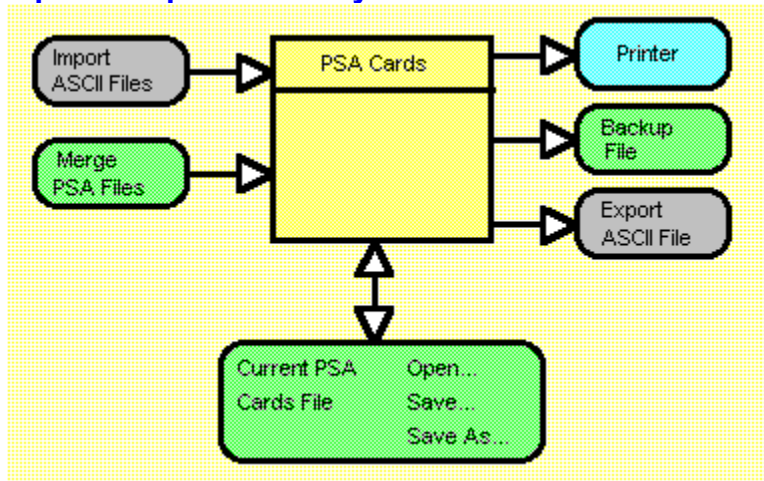 Import
ASCII Files
PSA Cards
Printer
Merge
PSA Files
Backup
File
Export
ASCII File
Current PSA
Cards File
Open...
Save...
Save As...